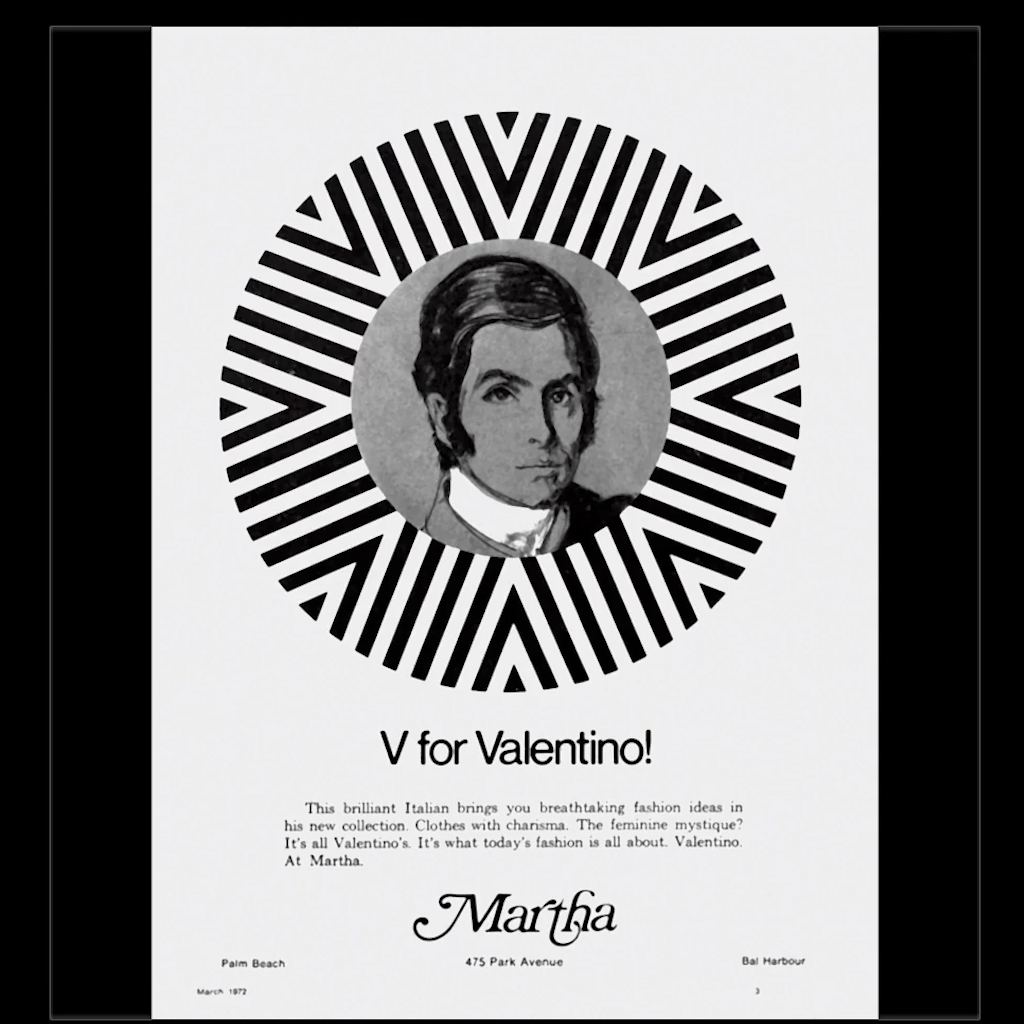 V for Valentino!
This brilliant Italian brings you breathtaking fashion ideas in
his new collection. Clothes with charisma. The feminine mystique?
It's all Valentino's. It's what today's fashion is all about. Valentino.
At Martha.
Martha
Palm Beach 475 Park Avenue Bal Harbour
March 1972 3